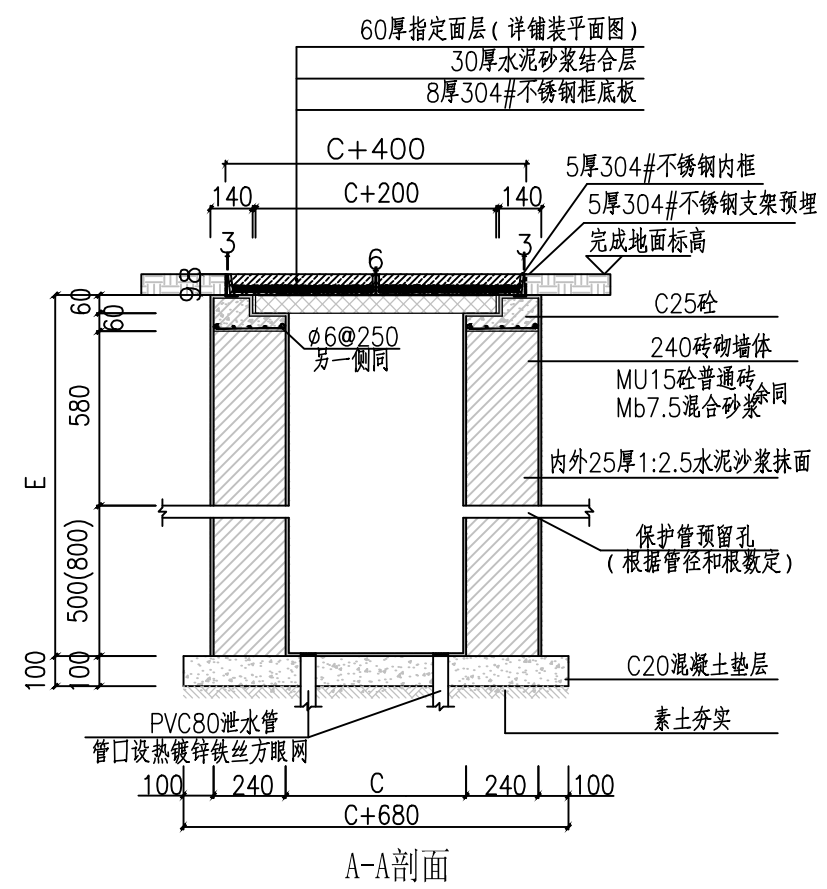 60厚指定面层(详铺装平面图)
30厚水泥砂浆结合层
8厚304#不锈钢框底板
C+400
5厚304#不锈钢内框
140
C+200
140
5厚304#不锈钢支架预埋
3
6
3
完成地面标高
98
60
60
C25砼
Ø6@250
另一侧同
240砖砌墙体
MU15砼普通砖
Mb7.5混合砂浆
余同
580
E
内外25厚1:2.5水泥沙浆抹面
500(800)
保护管预留孔
(根据管径和根数定)
100
100
C20混凝土垫层
PVC80泄水管
管口设热镀锌铁丝方眼网
素土夯实
100
240
C
240
100
C+680
A-A剖面